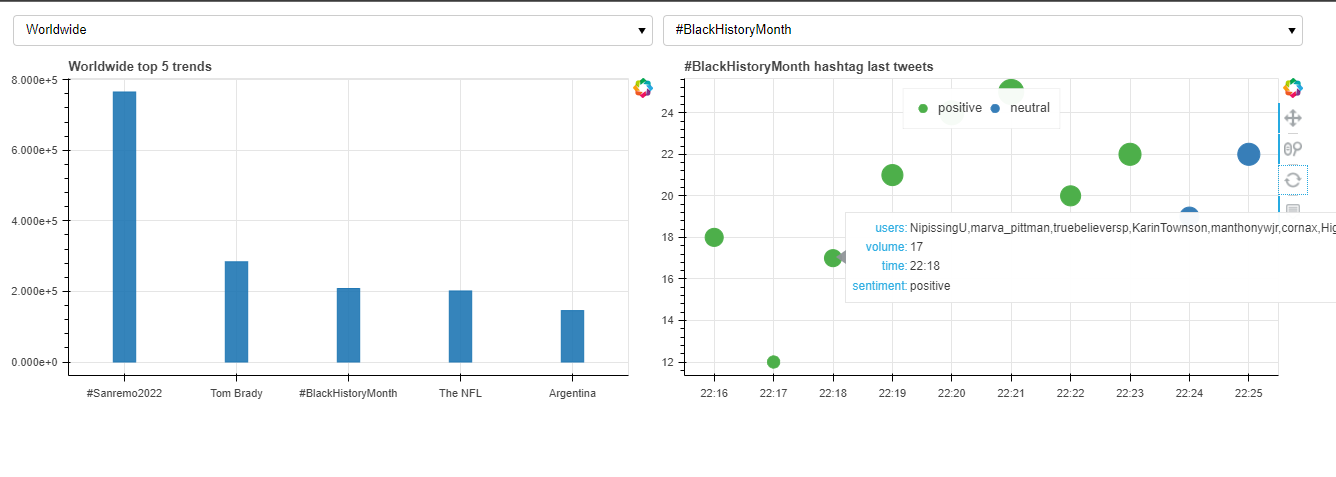 Worldwide
#BlackHistoryMonth
Worldwide top 5 trends
8.000e+5
6.000e+5
4.000e+5
2.000e+5
0.000e+0
#Sanremo2022 Tom Brady #BlackHistoryMonth The NFL Argentina
#BlackHistoryMonth hashtag last tweets
positive neutral
24
22
20
18
16
14
12
users: NipissingU,marva_pittman,truebelieversp,KarinTownson,manthonywjr,cornax,Hig
volume: 17
time: 22:18
sentiment: positive
22:16 22:17 22:18 22:19 22:20 22:21 22:22 22:23 22:24 22:25